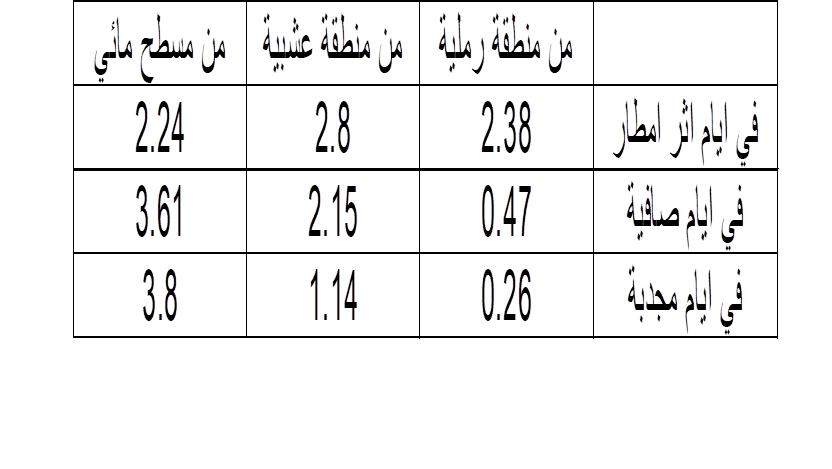 من منطقة رملية من منطقة عشبية من مسطح مائي
في ايام اثر امطار 2.38 2.8 2.24
في ايام صافية 0.47 2.15 3.61
في ايام مجدبة 0.26 1.14 3.8